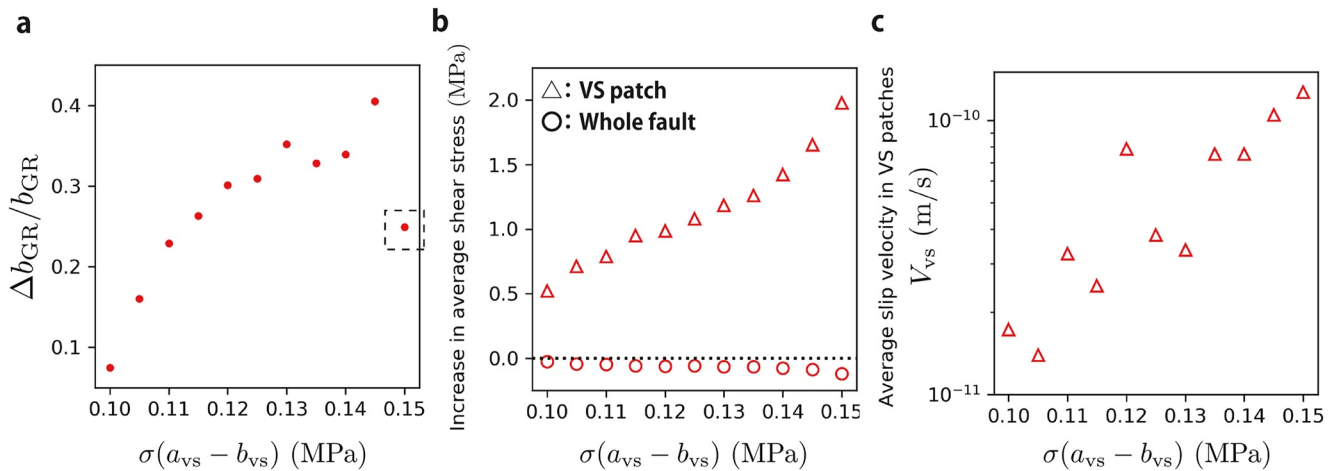 a
Δb_GR/b_GR
0.4
0.3
0.2
0.1
0.10 0.11 0.12 0.13 0.14 0.15
σ(a_vs − b_vs) (MPa)
b
Increase in average shear stress (MPa)
△: VS patch
○: Whole fault
2.0
1.5
1.0
0.5
0.0
0.10 0.11 0.12 0.13 0.14 0.15
σ(a_vs − b_vs) (MPa)
c
Average slip velocity in VS patches
V_vs (m/s)
10⁻¹⁰
10⁻¹¹
0.10 0.11 0.12 0.13 0.14 0.15
σ(a_vs − b_vs) (MPa)